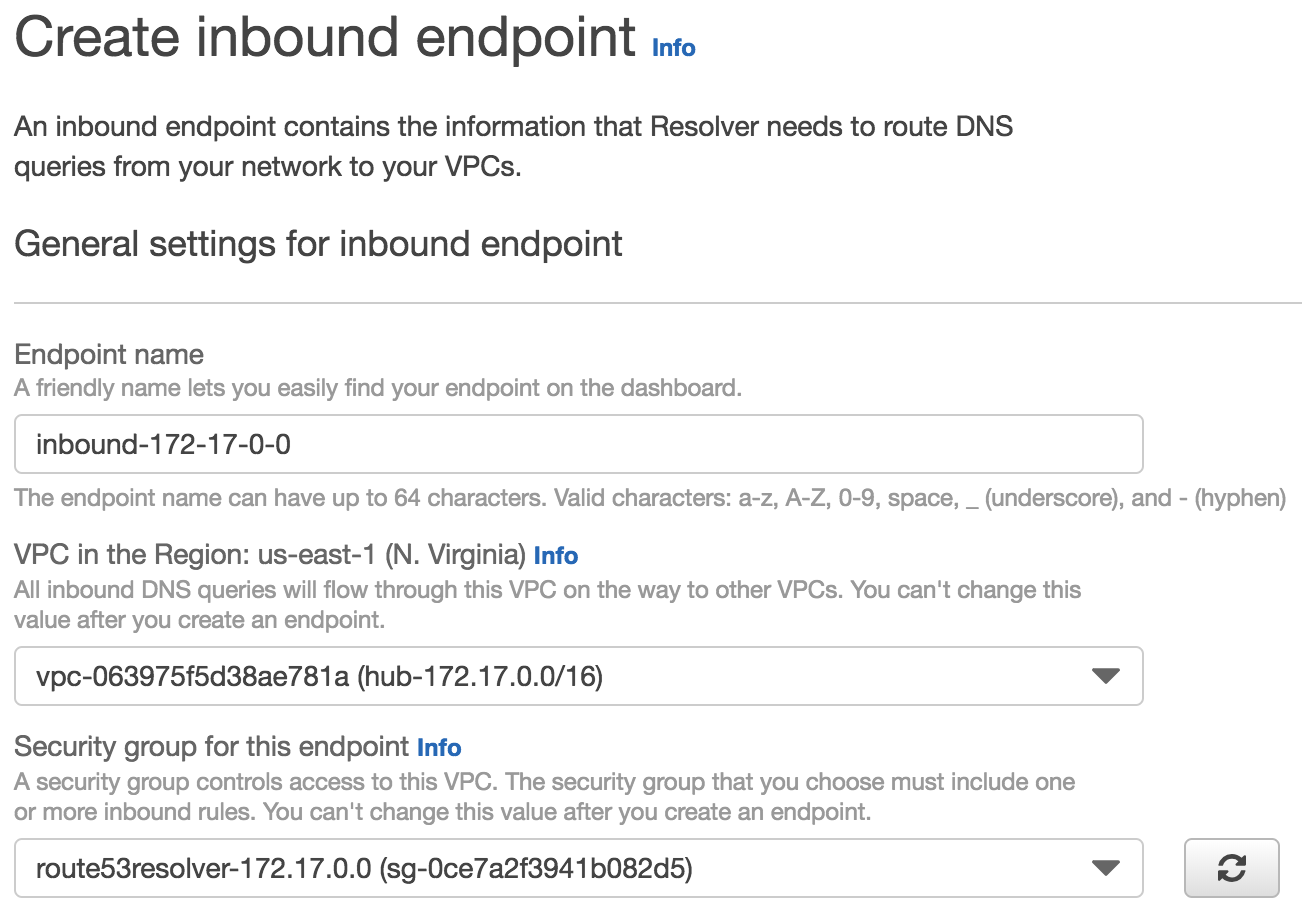 Create inbound endpoint Info
An inbound endpoint contains the information that Resolver needs to route DNS
queries from your network to your VPCs.
General settings for inbound endpoint
Endpoint name
A friendly name lets you easily find your endpoint on the dashboard.
inbound-172-17-0-0
The endpoint name can have up to 64 characters. Valid characters: a-z, A-Z, 0-9, space, _ (underscore), and - (hyphen)
VPC in the Region: us-east-1 (N. Virginia) Info
All inbound DNS queries will flow through this VPC on the way to other VPCs. You can't change this
value after you create an endpoint.
vpc-063975f5d38ae781a (hub-172.17.0.0/16)
Security group for this endpoint Info
A security group controls access to this VPC. The security group that you choose must include one
or more inbound rules. You can't change this value after you create an endpoint.
route53resolver-172.17.0.0 (sg-0ce7a2f3941b082d5)